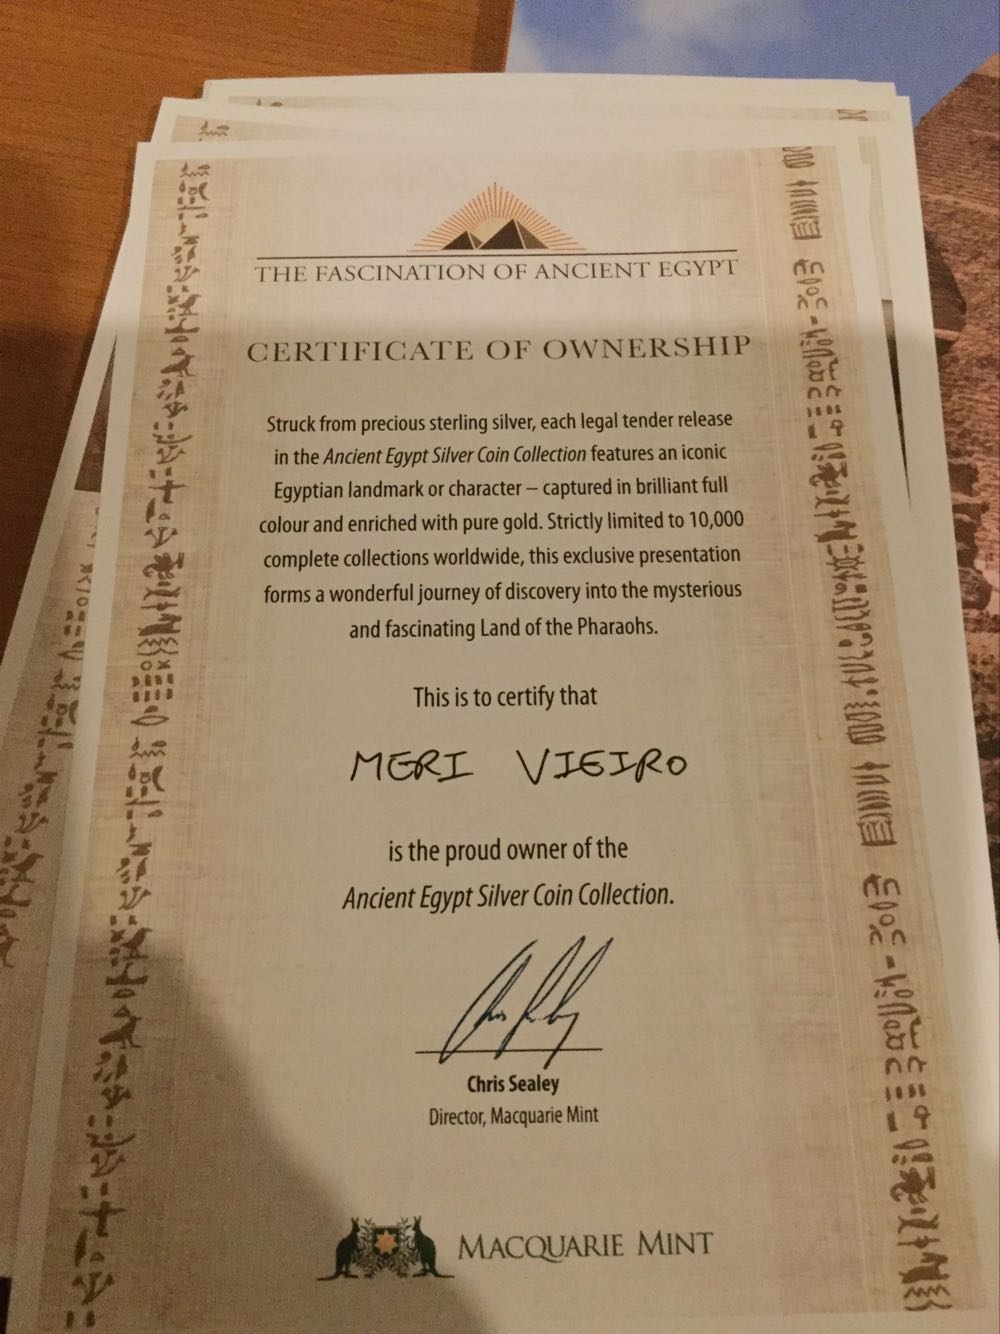 THE FASCINATION OF ANCIENT EGYPT
CERTIFICATE OF OWNERSHIP
Struck from precious sterling silver, each legal tender release
in the Ancient Egypt Silver Coin Collection features an iconic
Egyptian landmark or character – captured in brilliant full
colour and enriched with pure gold. Strictly limited to 10,000
complete collections worldwide, this exclusive presentation
forms a wonderful journey of discovery into the mysterious
and fascinating Land of the Pharaohs.
This is to certify that
MERI VIEIRO
is the proud owner of the
Ancient Egypt Silver Coin Collection.
Chris Sealey
Chris Sealey
Director, Macquarie Mint
MACQUARIE MINT